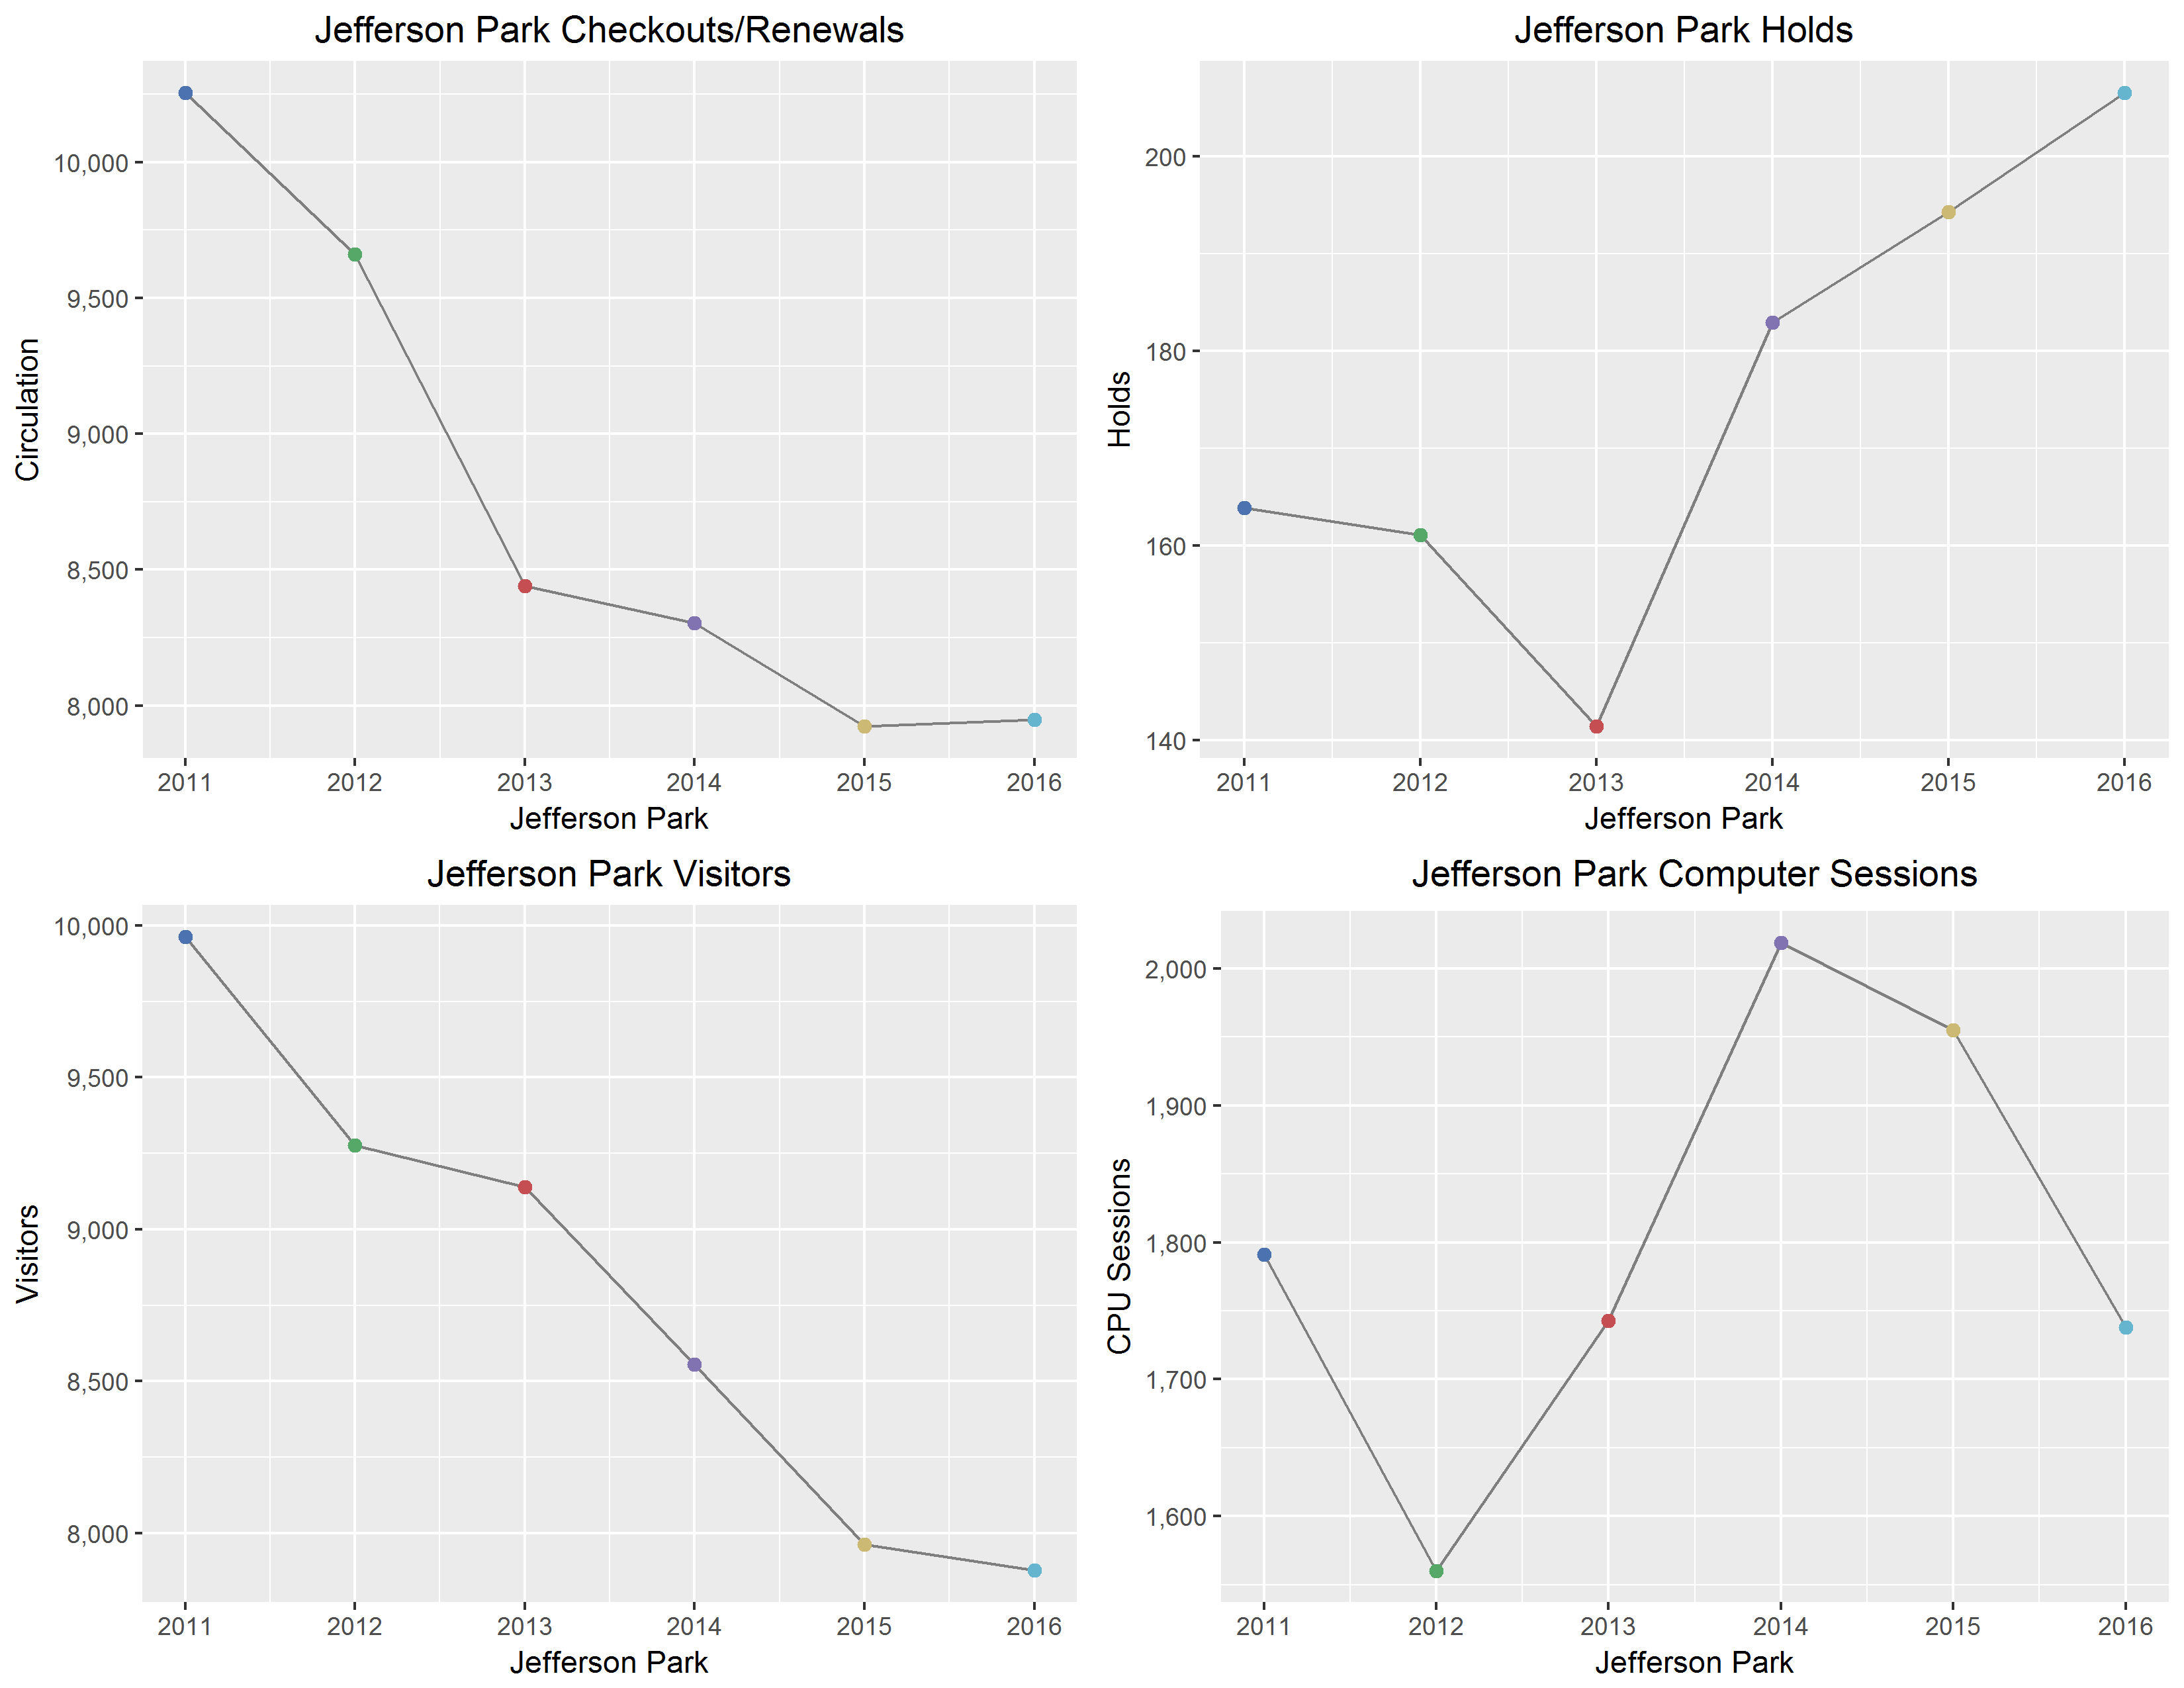 Jefferson Park Checkouts/Renewals
Circulation
10,000
9,500
9,000
8,500
8,000
2011 2012 2013 2014 2015 2016
Jefferson Park
Jefferson Park Holds
Holds
200
180
160
140
2011 2012 2013 2014 2015 2016
Jefferson Park
Jefferson Park Visitors
Visitors
10,000
9,500
9,000
8,500
8,000
2011 2012 2013 2014 2015 2016
Jefferson Park
Jefferson Park Computer Sessions
CPU Sessions
2,000
1,900
1,800
1,700
1,600
2011 2012 2013 2014 2015 2016
Jefferson Park